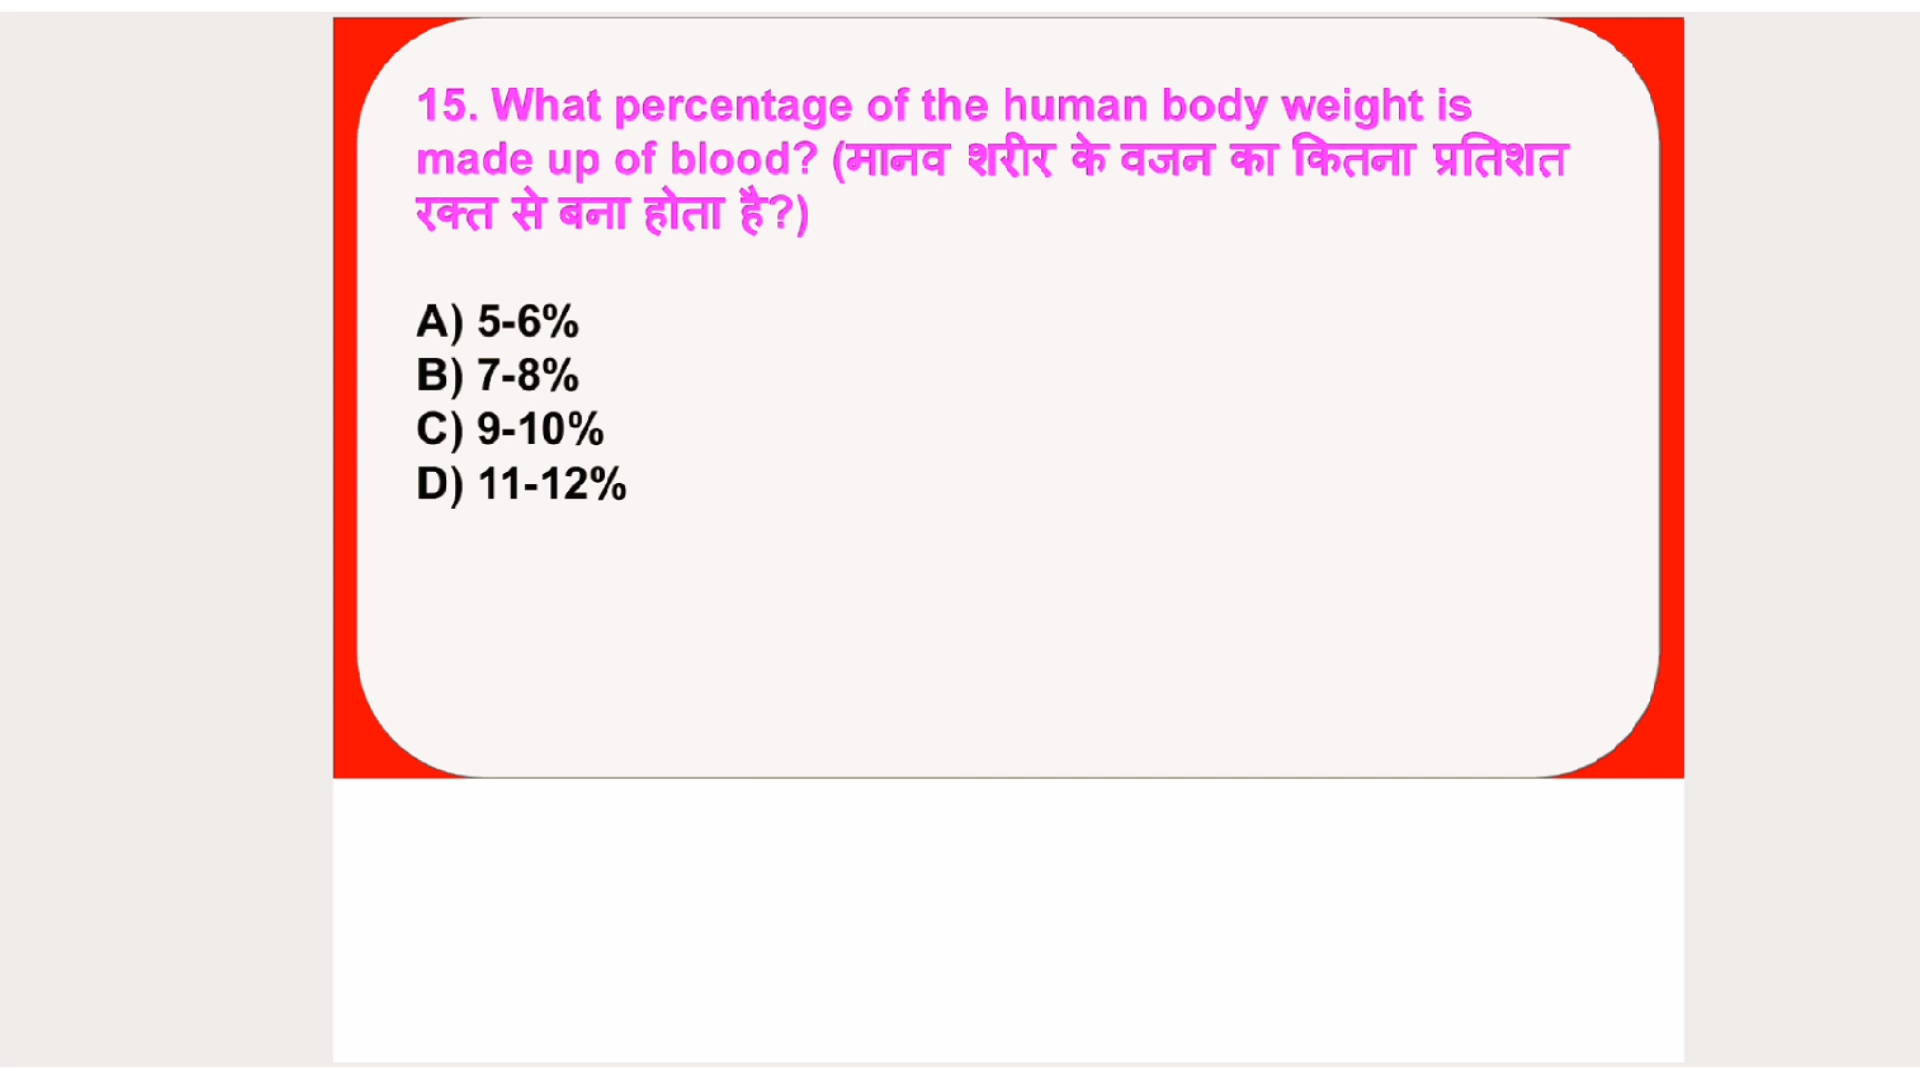 15. What percentage of the human body weight is
made up of blood? (मानव शरीर के वजन का कितना प्रतिशत
रक्त से बना होता है?)
A) 5-6%
B) 7-8%
C) 9-10%
D) 11-12%